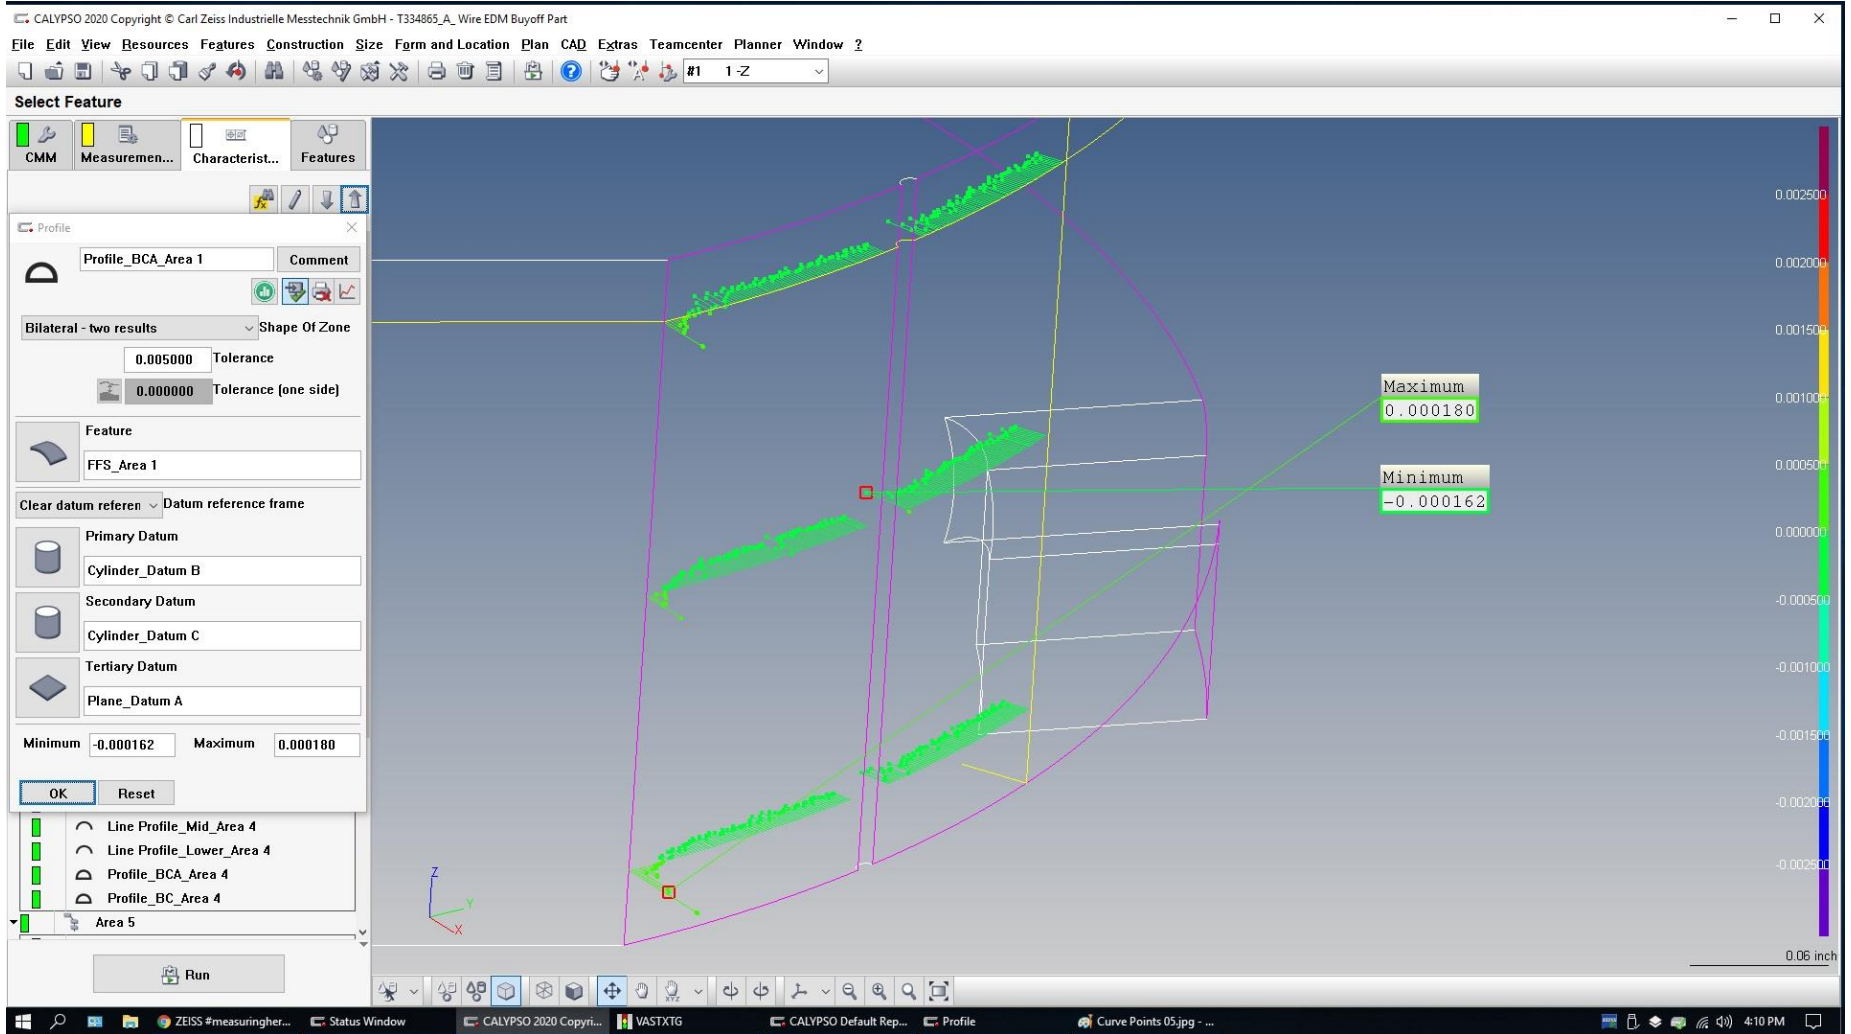 CALYPSO 2020 Copyright © Carl Zeiss Industrielle Messtechnik GmbH - T334865_A_ Wire EDM Buyoff Part
File Edit View Resources Features Construction Size Form and Location Plan CAD Extras Teamcenter Planner Window ?
#1 1 -Z
Select Feature
CMM Measuremen... Characterist... Features
Profile
Profile_BCA_Area 1 Comment
Bilateral - two results Shape Of Zone
0.005000 Tolerance
0.000000 Tolerance (one side)
Feature
FFS_Area 1
Clear datum referen Datum reference frame
Primary Datum
Cylinder_Datum B
Secondary Datum
Cylinder_Datum C
Tertiary Datum
Plane_Datum A
Minimum -0.000162 Maximum 0.000180
OK Reset
Line Profile_Mid_Area 4
Line Profile_Lower_Area 4
Profile_BCA_Area 4
Profile_BC_Area 4
Area 5
Run
Maximum
0.000180
Minimum
-0.000162
Z
Y
X
0.002500
0.002000
0.001500
0.001000
0.000500
0.000000
-0.000500
-0.001000
-0.001500
-0.002000
-0.002500
0.06 inch
XYZ
ZEISS #measuringher... Status Window CALYPSO 2020 Copyri... VASTXTG CALYPSO Default Rep... Profile Curve Points 05.jpg - ... 4:10 PM